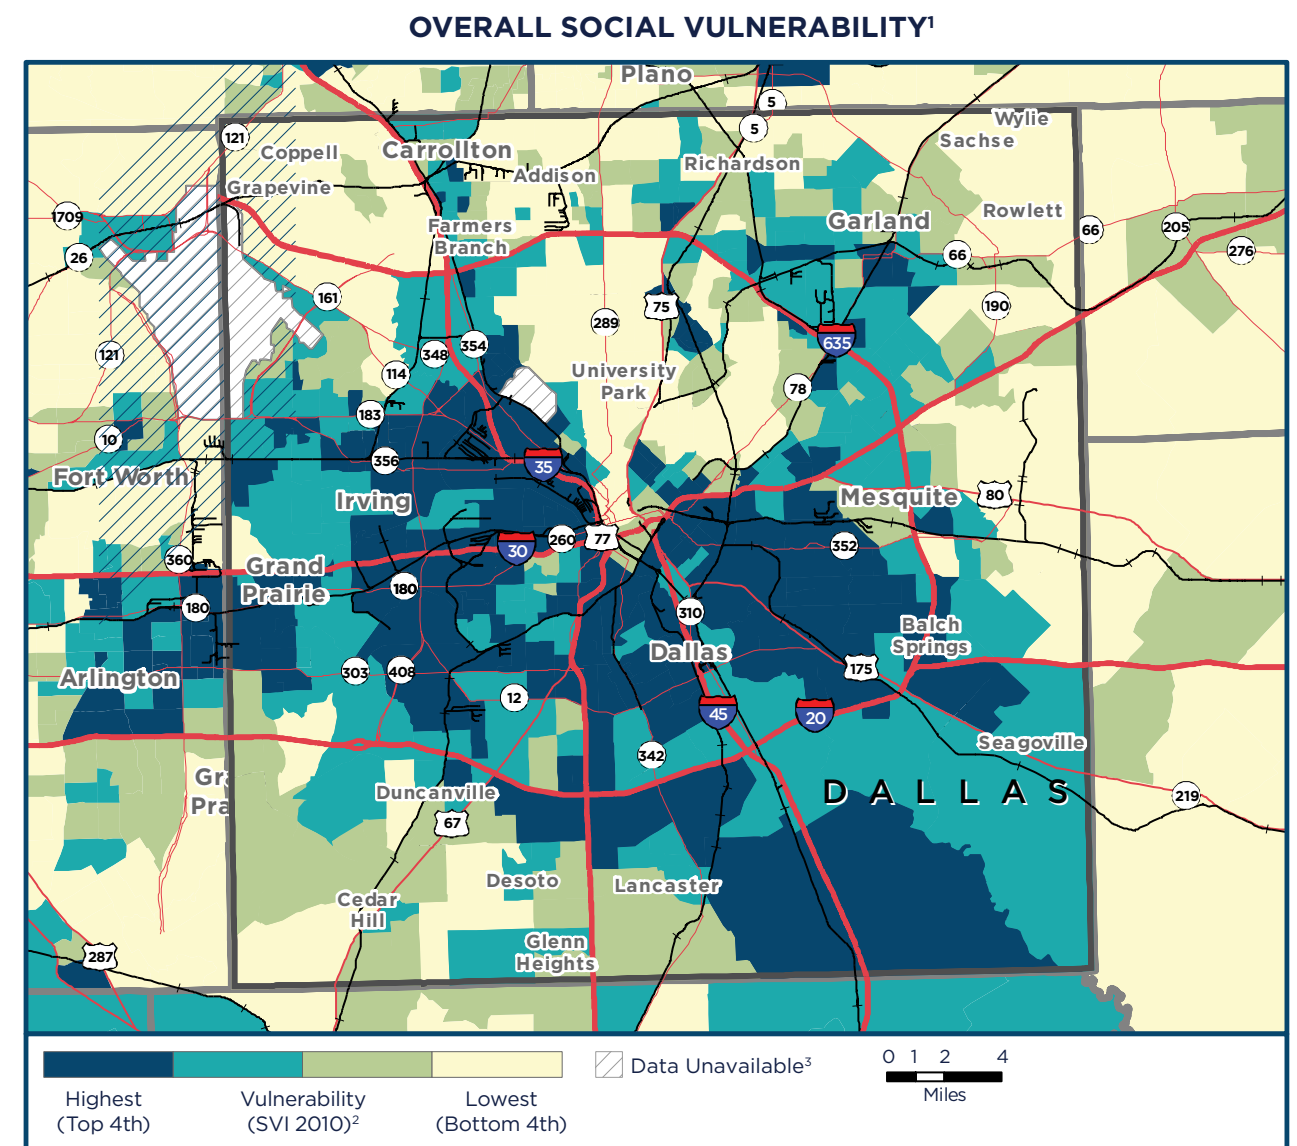 OVERALL SOCIAL VULNERABILITY1
Plano
5
5
Wylie
Sachse
121
Coppell
Carrollton
Richardson
Addison
Grapevine
Rowlett
1709
Garland
Farmers
Branch
66
205
26
66
276
161
75
190
289
635
121
348
354
114
University
Park
78
183
10
356
35
Fort Worth
Irving
Mesquite
80
260
77
30
352
360
Grand
Prairie
180
180
310
Balch
Springs
Dallas
175
Arlington
303
408
12
45
20
Seagoville
342
Gra
Pra
Duncanville
DALLAS
219
67
Desoto
Lancaster
Cedar
Hill
Glenn
Heights
287
Highest
(Top 4th)
Vulnerability
(SVI 2010)2
Lowest
(Bottom 4th)
Data Unavailable3
0 1 2 4
Miles